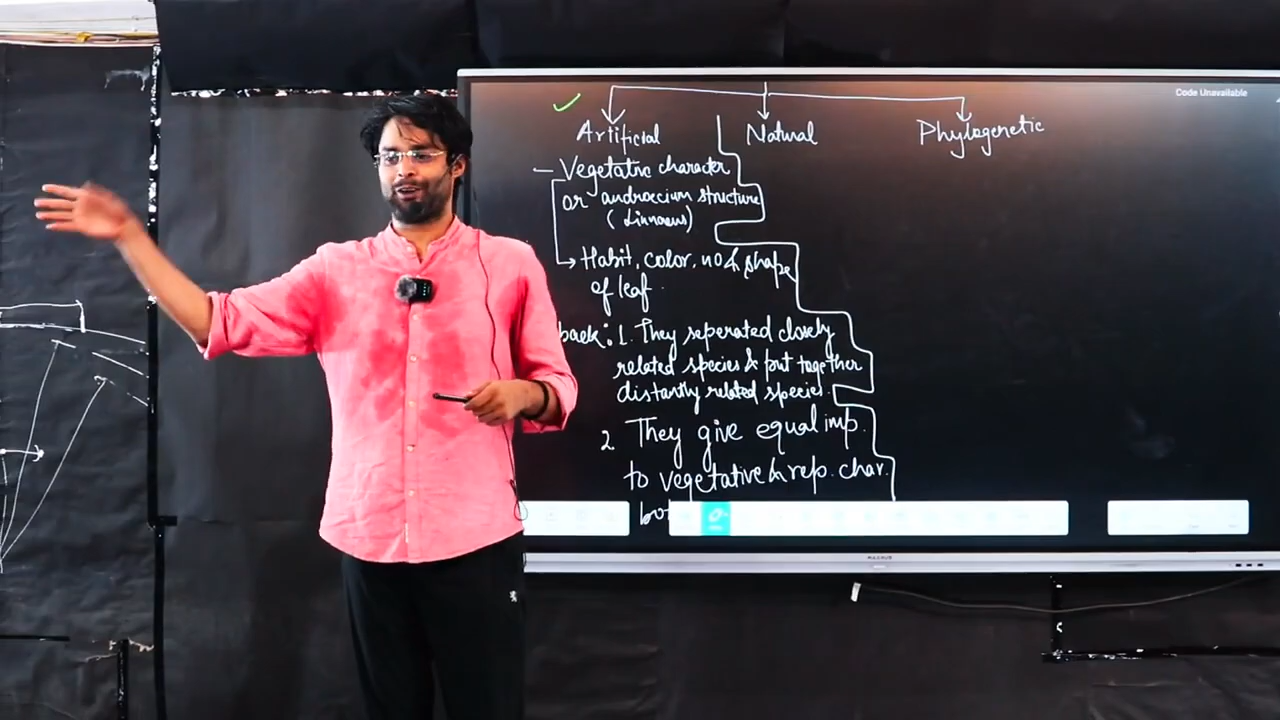 Code Unavailable
Artificial Natural Phylogenetic
— Vegetative character
or androecium structure
(Linnaeus)
→ Habit, color, no & shape
of leaf.
back: 1. They seperated closely
related species & put together
distantly related species.
2. They give equal imp.
to vegetative & rep. char.